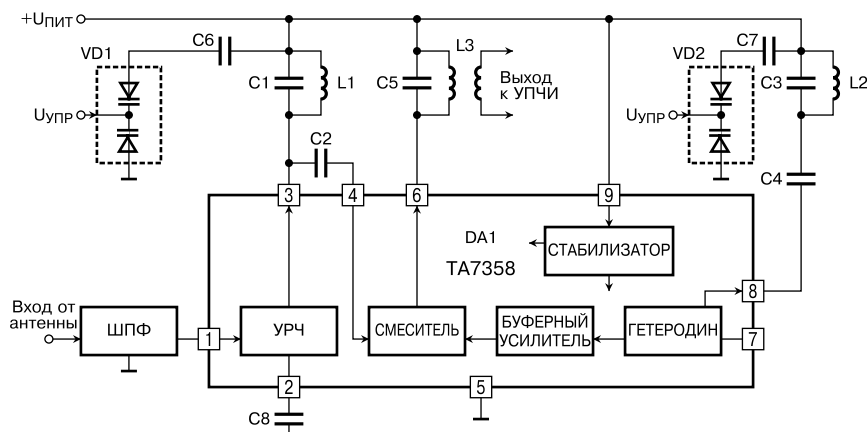 +UПИТ
C6
VD1
C1
L1
C5
L3
Выход
к УПЧИ
C7
VD2
C3
L2
UУПР
UУПР
C2
C4
3
4
6
9
DA1
TA7358
СТАБИЛИЗАТОР
8
Вход от
антенны
ШПФ
1
УРЧ
СМЕСИТЕЛЬ
БУФЕРНЫЙ
УСИЛИТЕЛЬ
ГЕТЕРОДИН
7
2
5
C8